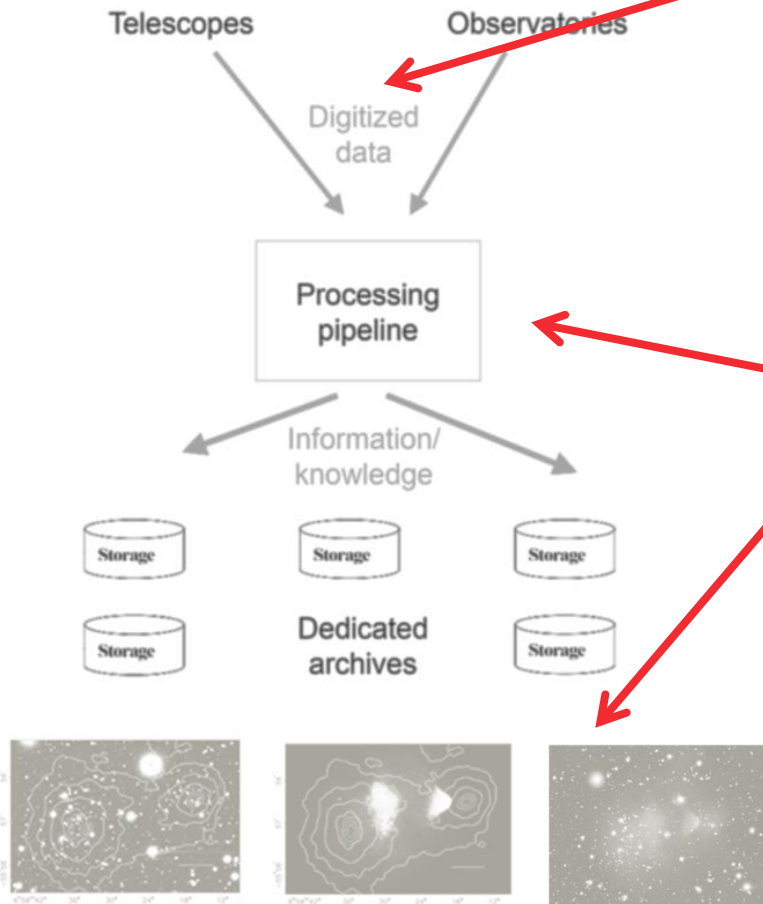 Telescopes Observatories
Digitized
data
Processing
pipeline
Information/
knowledge
Storage Storage Storage
Storage Dedicated Storage
archives